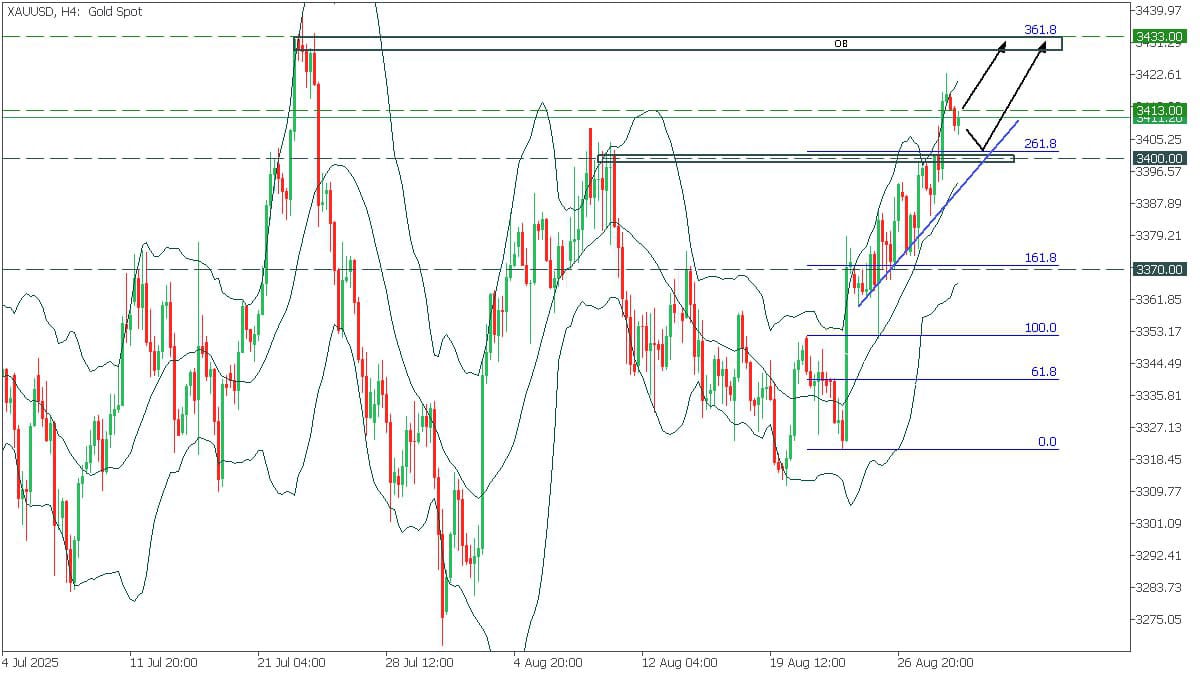 XAUUSD, H4: Gold Spot
3439.97
361.8
3433.00
OB
3422.61
3413.00
3411.20
3405.25
261.8
3400.00
3396.57
3387.89
3379.21
161.8
3370.00
3361.85
3353.17
100.0
3344.49
61.8
3335.81
3327.13
0.0
3318.45
3309.77
3301.09
3292.41
3283.73
3275.05
4 Jul 2025
11 Jul 20:00
21 Jul 04:00
28 Jul 12:00
4 Aug 20:00
12 Aug 04:00
19 Aug 12:00
26 Aug 20:00